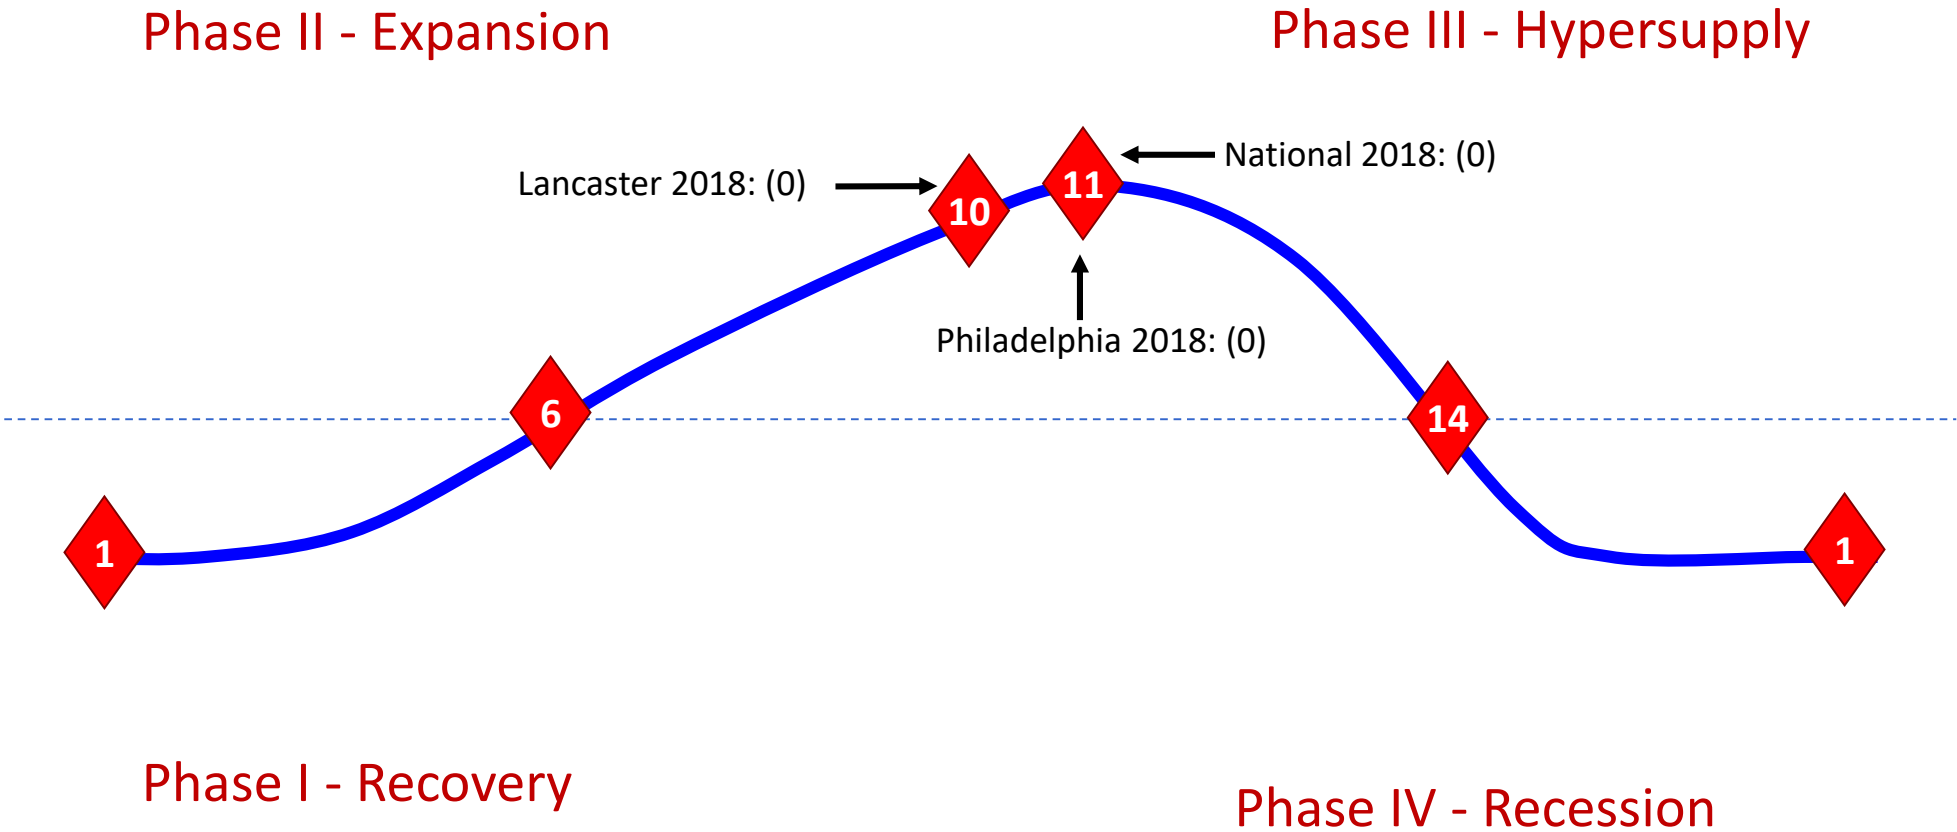 Phase II - Expansion
Phase III - Hypersupply
National 2018: (0)
Lancaster 2018: (0)
11
10
Philadelphia 2018: (0)
6
14
1
1
Phase I - Recovery
Phase IV - Recession